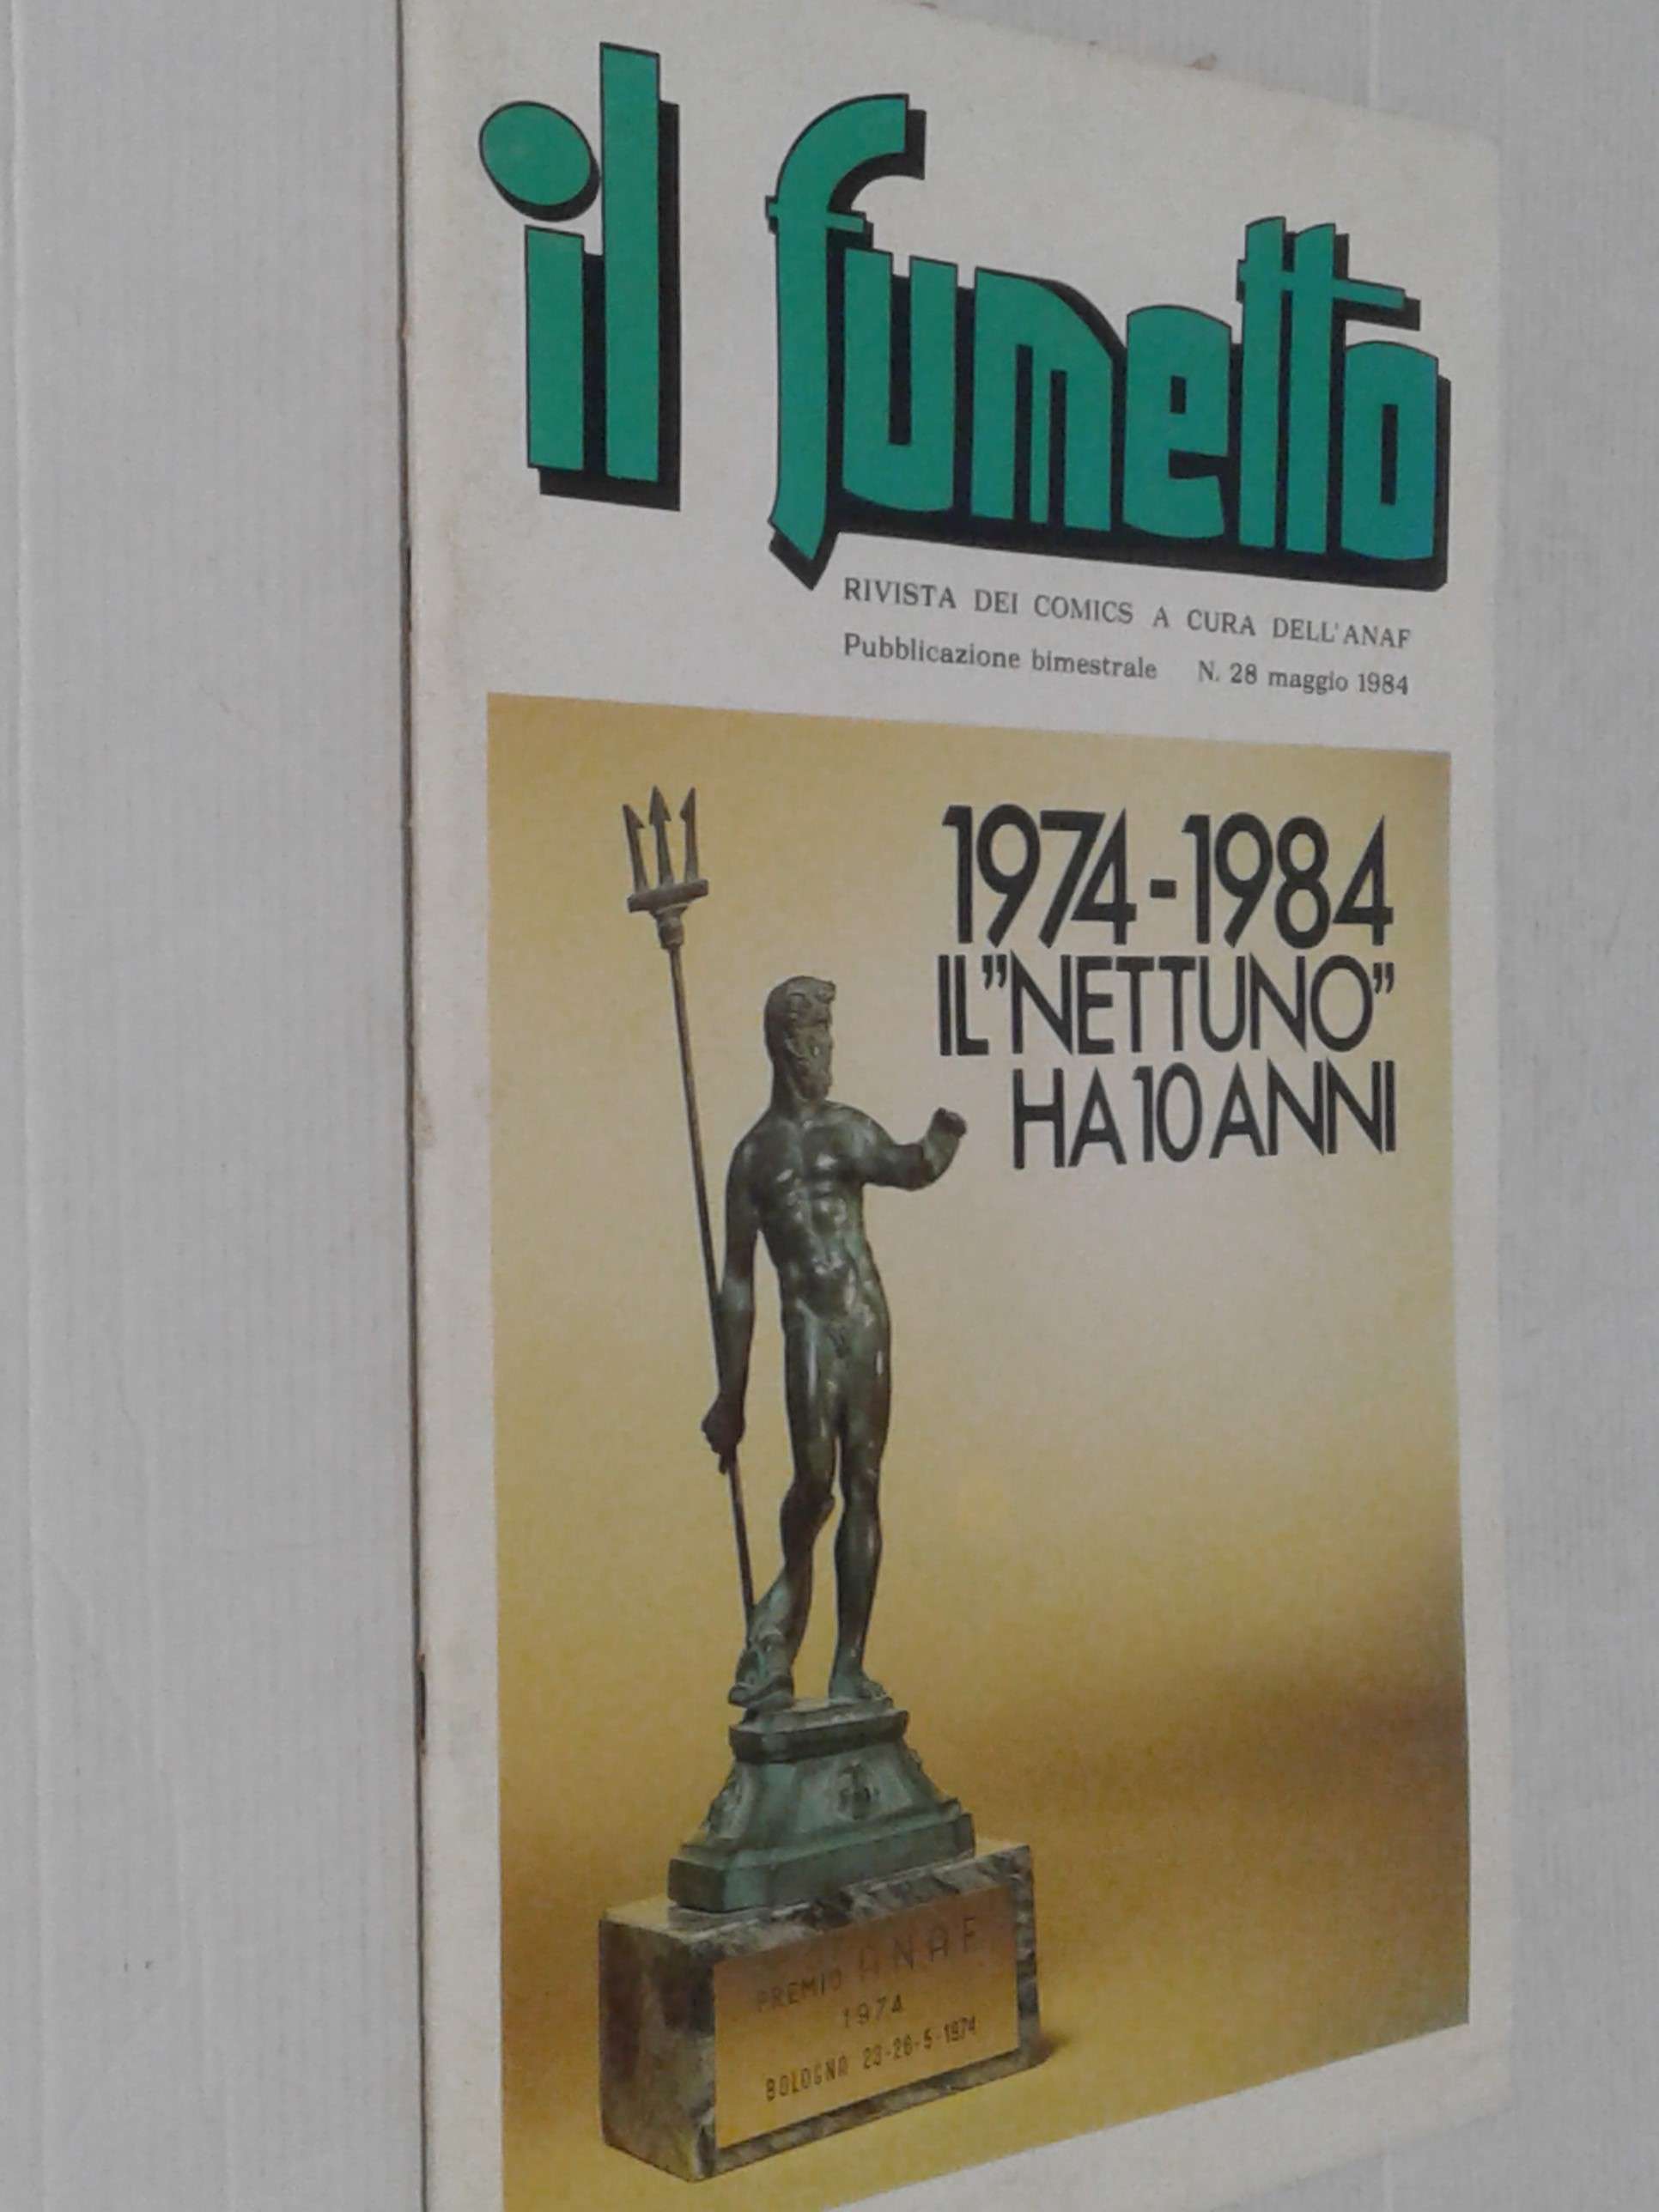 il fumetto
RIVISTA DEI COMICS A CURA DELL'ANAF
Pubblicazione bimestrale N. 28 maggio 1984
1974-1984
IL "NETTUNO"
HA 10 ANNI
PREMIO ANAF
1974
BOLOGNA 23-26-5-1974